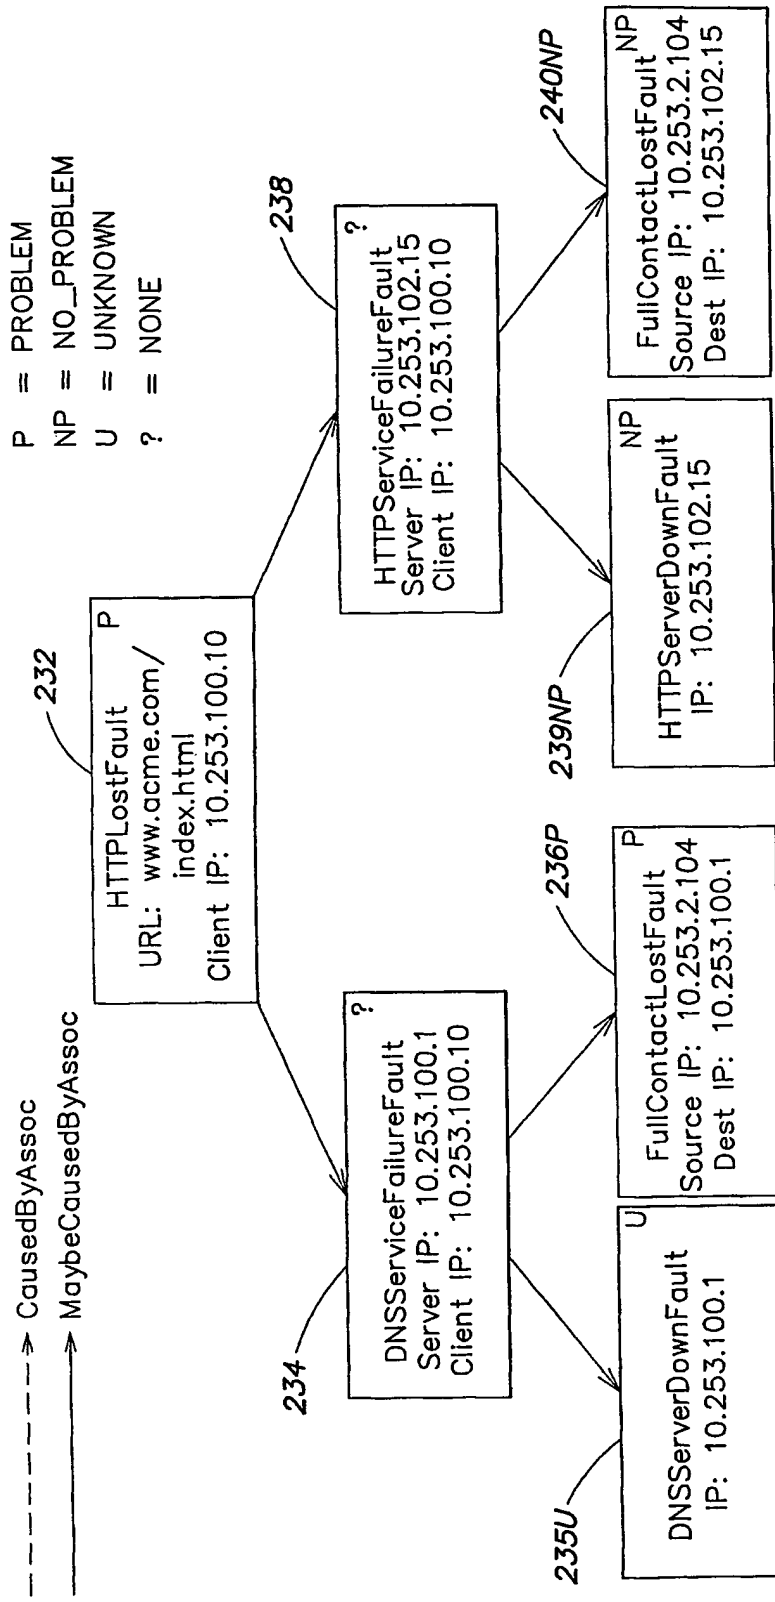 CausedByAssoc
MaybeCausedByAssoc
P = PROBLEM
NP = NO_PROBLEM
U = UNKNOWN
? = NONE
232
HTTPLostFault
URL: www.acme.com/
index.html
Client IP: 10.253.100.10
P
234
DNSServiceFailureFault
Server IP: 10.253.100.1
Client IP: 10.253.100.10
?
238
HTTPServiceFailureFault
Server IP: 10.253.102.15
Client IP: 10.253.100.10
?
235U
DNSServerDownFault
IP: 10.253.100.1
U
236P
FullContactLostFault
Source IP: 10.253.2.104
Dest IP: 10.253.100.1
P
239NP
HTTPServerDownFault
IP: 10.253.102.15
NP
240NP
FullContactLostFault
Source IP: 10.253.2.104
Dest IP: 10.253.102.15
NP